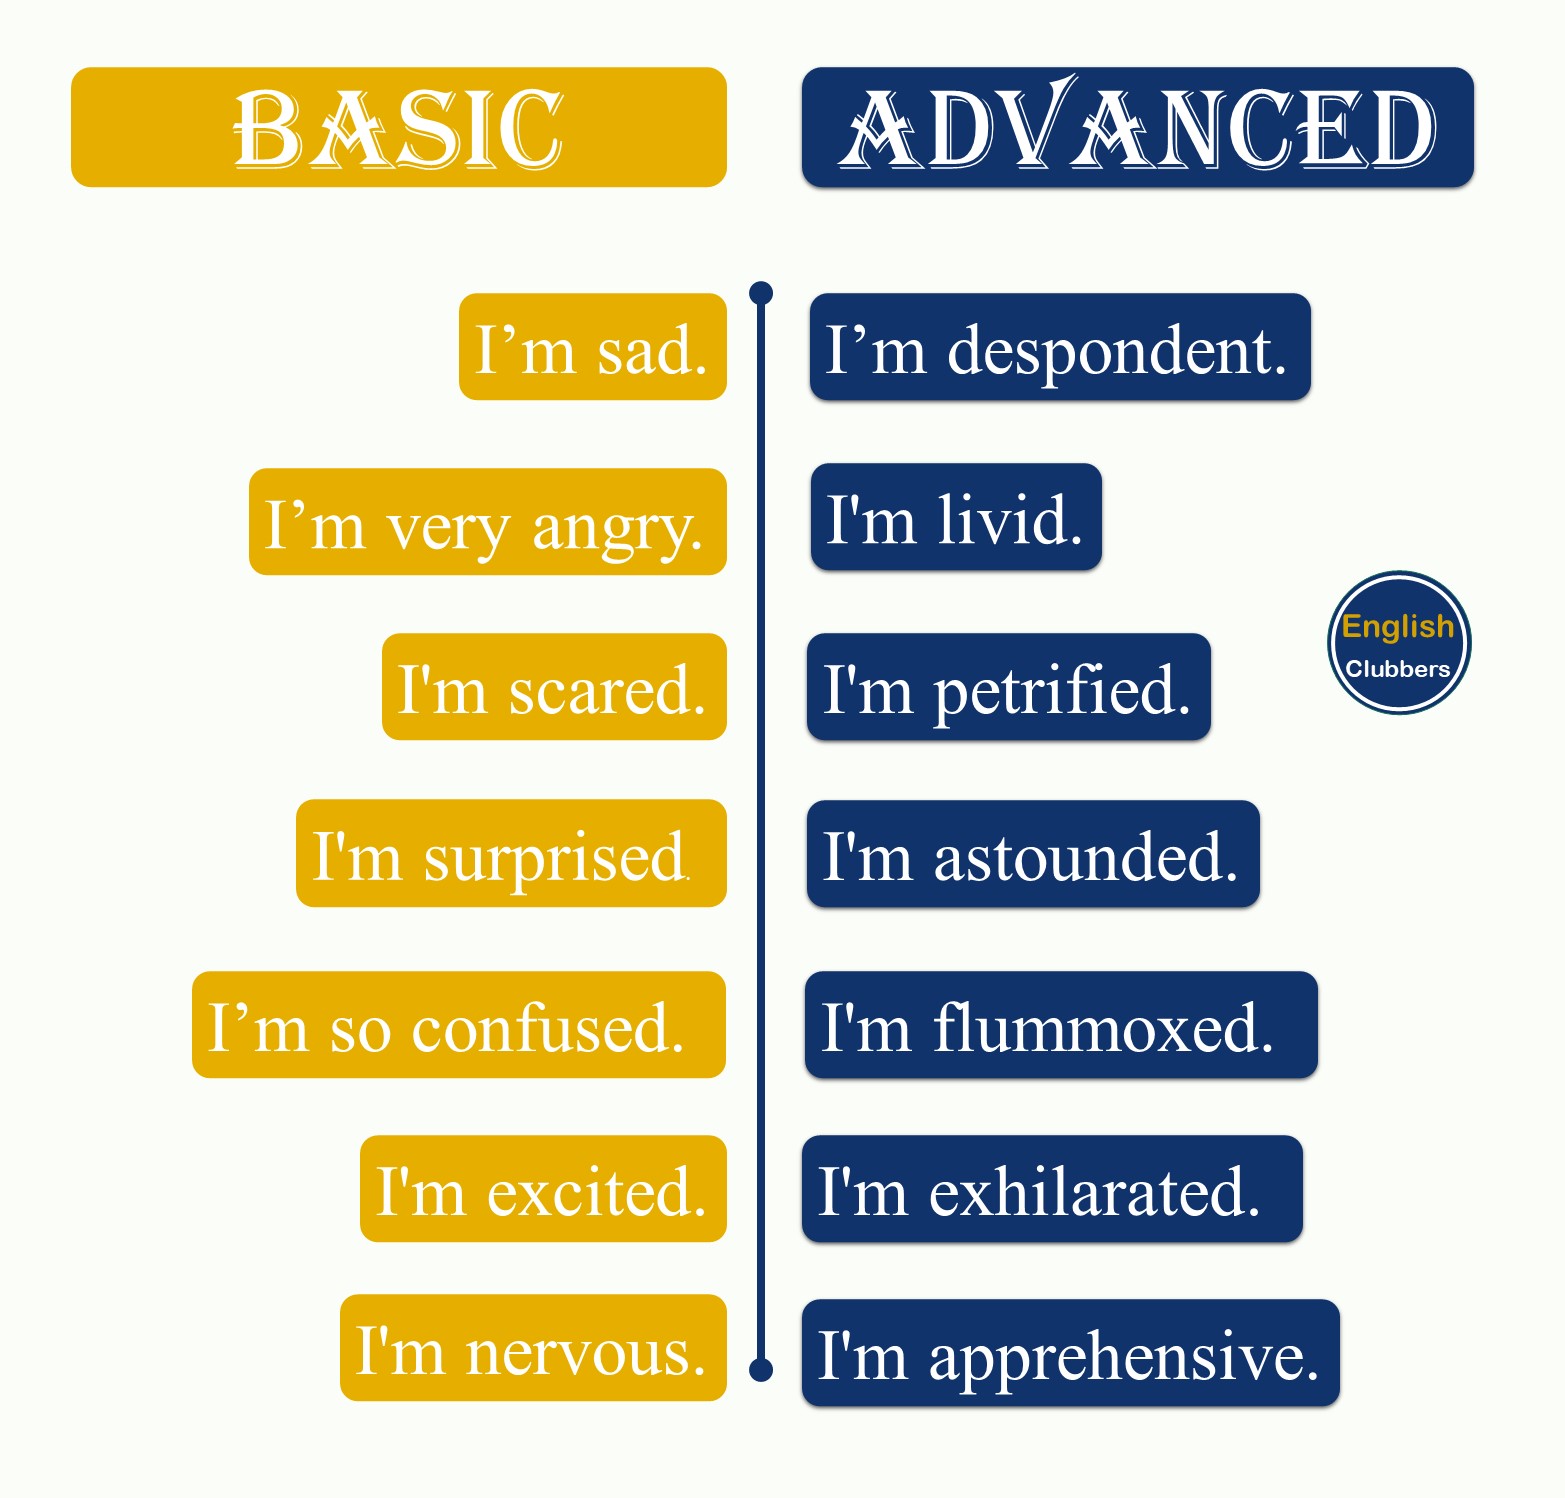 BASIC
ADVANCED
I’m sad.
I’m despondent.
I’m very angry.
I'm livid.
I'm scared.
I'm petrified.
English
Clubbers
I'm surprised.
I'm astounded.
I’m so confused.
I'm flummoxed.
I'm excited.
I'm exhilarated.
I'm nervous.
I'm apprehensive.